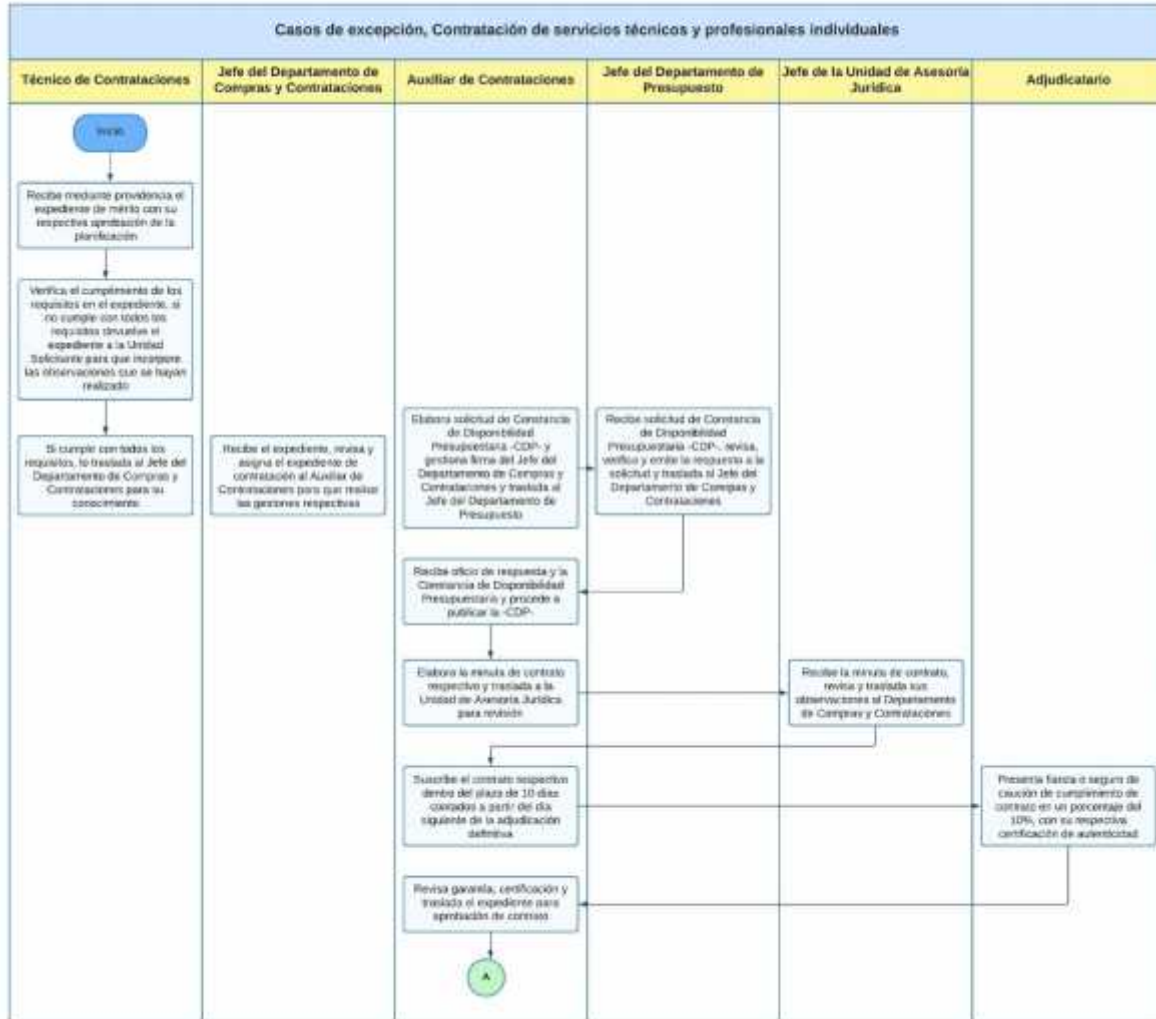 Casos de excepción, Contratación de servicios técnicos y profesionales individuales
Técnico de Contrataciones
Jefe del Departamento de
Compras y Contrataciones
Auxiliar de Contrataciones
Jefe del Departamento de
Presupuesto
Jefe de la Unidad de Asesoría
Jurídica
Adjudicatario
Inicio
Recibe mediante providencia el
expediente de mérito con su
respectiva aprobación de la
planificación
Verifica el cumplimiento de los
requisitos en el expediente, si
no cumple con todos los
requisitos devuelve el
expediente a la Unidad
Solicitante para que incorpore
las observaciones que se hayan
realizado
Si cumple con todos los
requisitos, lo traslada al Jefe del
Departamento de Compras y
Contrataciones para su
conocimiento
Recibe el expediente, revisa y
asigna el expediente de
contratación al Auxiliar de
Contrataciones para que realice
las gestiones respectivas
Elabora solicitud de Constancia
de Disponibilidad
Presupuestaria -CDP- y
gestiona firma del Jefe del
Departamento de Compras y
Contrataciones y traslada al
Jefe del Departamento de
Presupuesto
Recibe solicitud de Constancia
de Disponibilidad
Presupuestaria -CDP-, revisa,
verifica y emite la respuesta a la
solicitud y traslada al Jefe del
Departamento de Compras y
Contrataciones
Recibe oficio de respuesta y la
Constancia de Disponibilidad
Presupuestaria y procede a
publicar la -CDP-
Elabora la minuta de contrato
respectivo y traslada a la
Unidad de Asesoría Jurídica
para revisión
Recibe la minuta de contrato,
revisa y traslada sus
observaciones al Departamento
de Compras y Contrataciones
Suscribe el contrato respectivo
dentro del plazo de 10 días
contados a partir del día
siguiente de la adjudicación
definitiva
Presenta fianza o seguro de
caución de cumplimiento de
contrato en un porcentaje del
10%, con su respectiva
certificación de autenticidad
Revisa garantía, certificación y
traslada el expediente para
aprobación de contrato
A